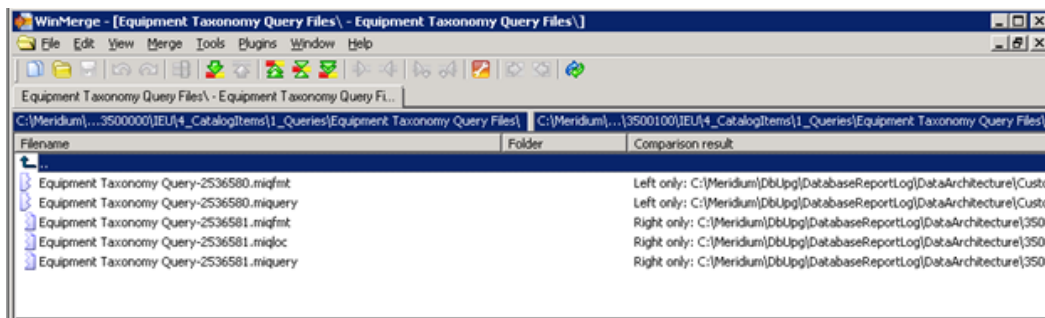 WinMerge - [Equipment Taxonomy Query Files\ - Equipment Taxonomy Query Files\]
File Edit View Merge Tools Plugins Window Help
Equipment Taxonomy Query Files\ - Equipment Taxonomy Query Fi...
C:\Meridium\...3500000\IEU\4_CatalogItems\1_Queries\Equipment Taxonomy Query Files\ C:\Meridium\...\3500100\IEU\4_CatalogItems\1_Queries\Equipment Taxonomy Query Files\
Filename Folder Comparison result
..
Equipment Taxonomy Query-2536580.miqfmt Left only: C:\Meridium\DbUpg\DatabaseReportLog\DataArchitecture\Custo
Equipment Taxonomy Query-2536580.miquery Left only: C:\Meridium\DbUpg\DatabaseReportLog\DataArchitecture\Custo
Equipment Taxonomy Query-2536581.miqfmt Right only: C:\Meridium\DbUpg\DatabaseReportLog\DataArchitecture\350
Equipment Taxonomy Query-2536581.miqloc Right only: C:\Meridium\DbUpg\DatabaseReportLog\DataArchitecture\350
Equipment Taxonomy Query-2536581.miquery Right only: C:\Meridium\DbUpg\DatabaseReportLog\DataArchitecture\350